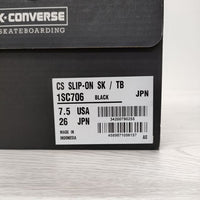 CONVERSE
SKATEBOARDING
CS SLIP-ON SK / TB
1SC706 BLACK JPN
7.5 USA
26 JPN
MADE IN
INDONESIA